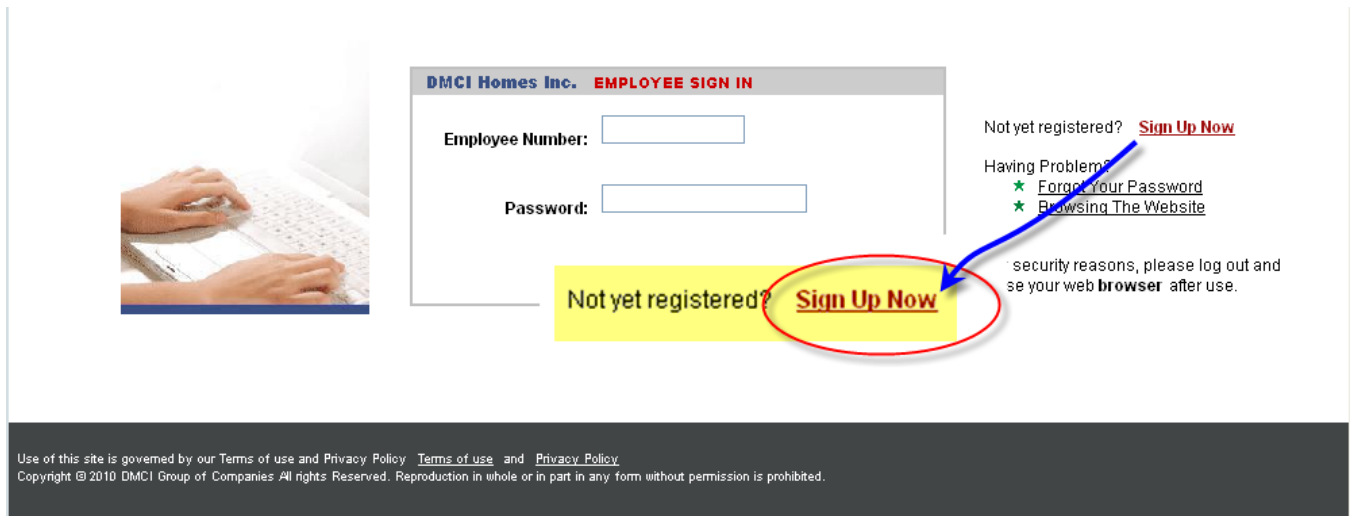 DMCI Homes Inc. EMPLOYEE SIGN IN
Employee Number:
Password:
Not yet registered? Sign Up Now
Having Problem?
Forgot Your Password
Browsing The Website
security reasons, please log out and
se your web browser after use.
Not yet registered? Sign Up Now
Use of this site is governed by our Terms of use and Privacy Policy Terms of use and Privacy Policy
Copyright @ 2010 DMCI Group of Companies All rights Reserved. Reproduction in whole or in part in any form without permission is prohibited.